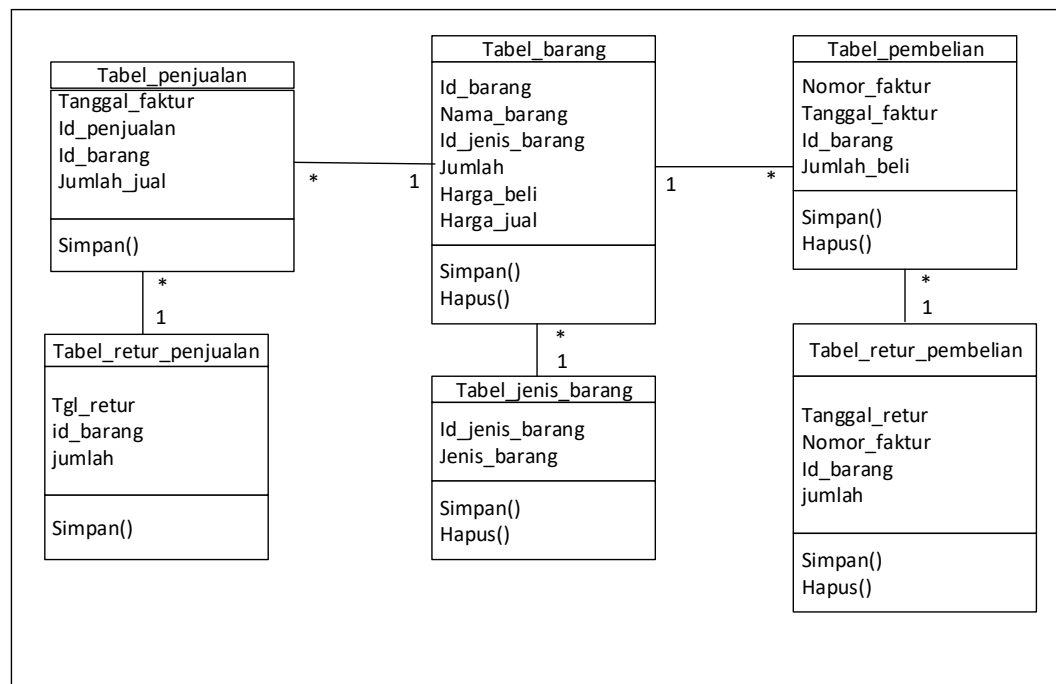 Tabel_penjualan
Tanggal_faktur
Id_penjualan
Id_barang
Jumlah_jual
Simpan()
*
1
Tabel_barang
Id_barang
Nama_barang
Id_jenis_barang
Jumlah
Harga_beli
Harga_jual
Simpan()
Hapus()
1
*
Tabel_pembelian
Nomor_faktur
Tanggal_faktur
Id_barang
Jumlah_beli
Simpan()
Hapus()
*
1
Tabel_retur_penjualan
Tgl_retur
id_barang
jumlah
Simpan()
*
1
Tabel_jenis_barang
Id_jenis_barang
Jenis_barang
Simpan()
Hapus()
*
1
Tabel_retur_pembelian
Tanggal_retur
Nomor_faktur
Id_barang
jumlah
Simpan()
Hapus()